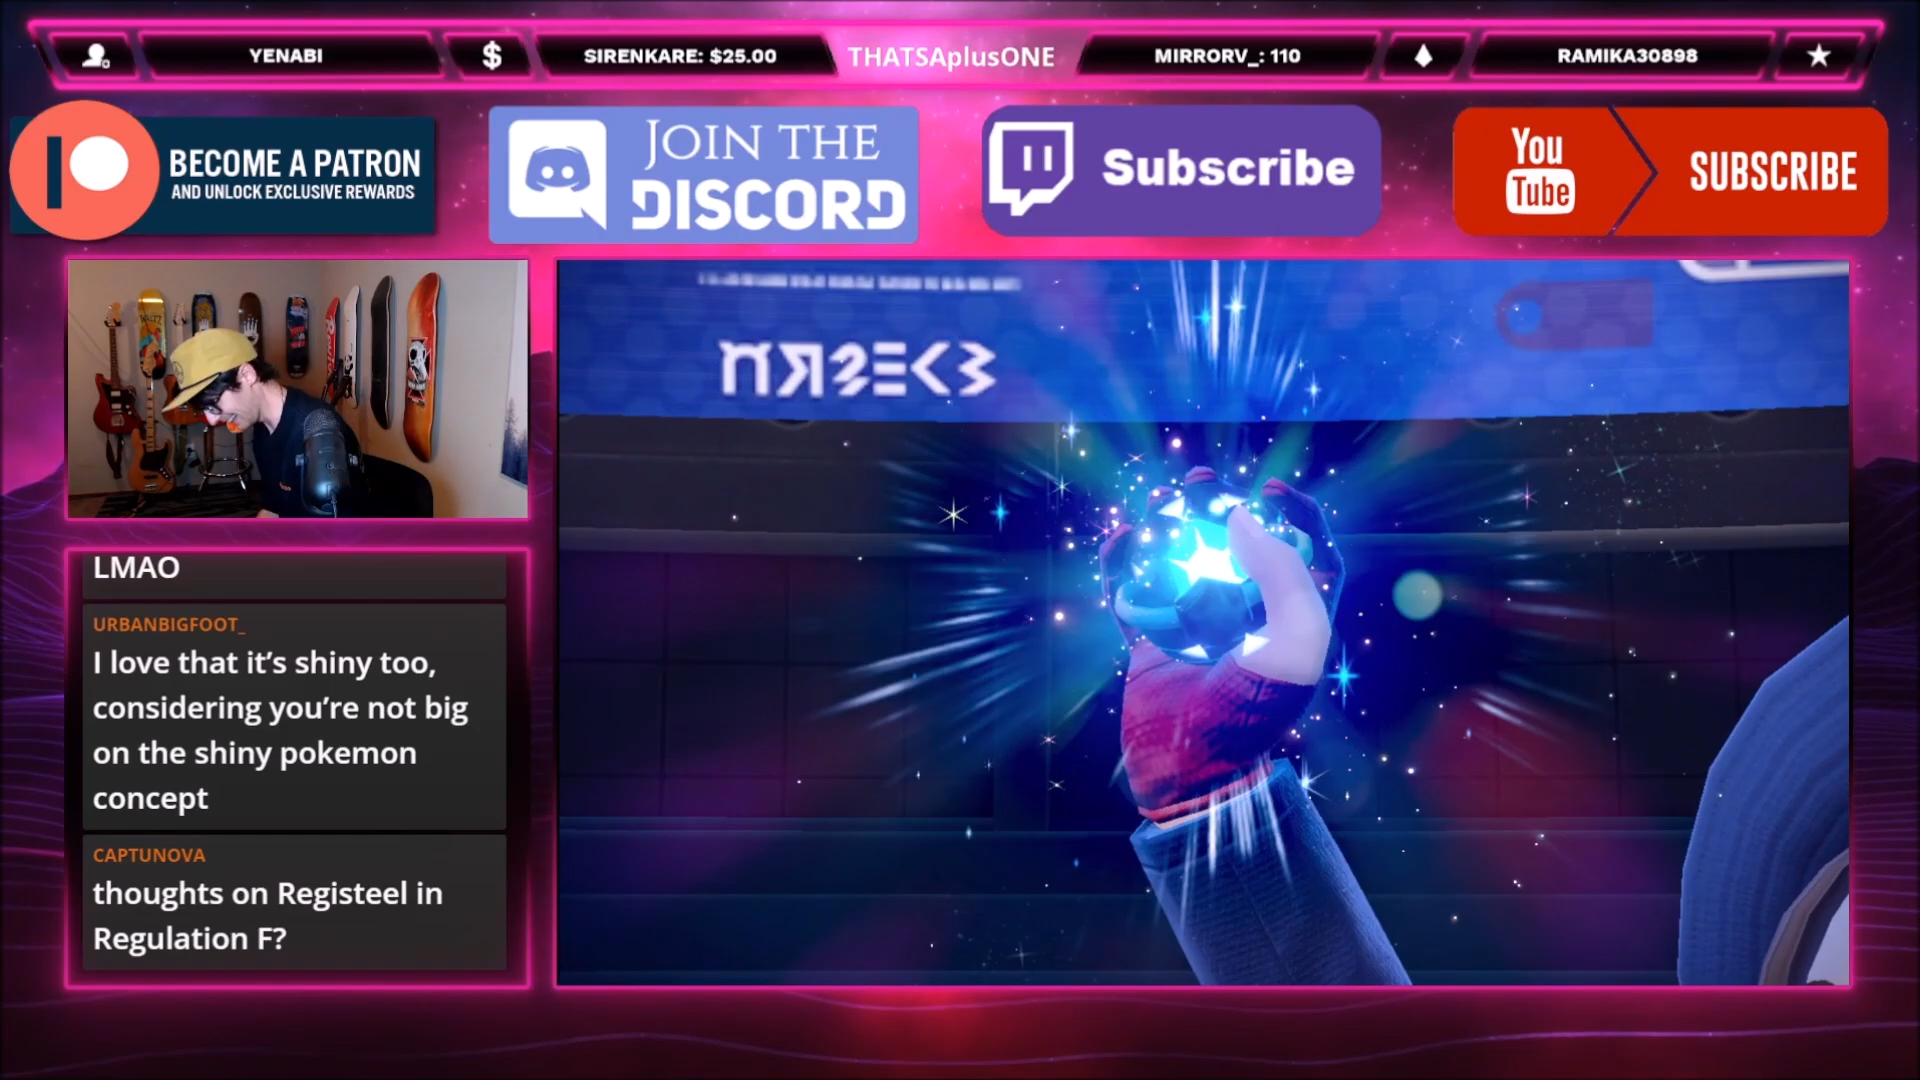 YENABI
$
SIRENKARE: $25.00
THATSAplusONE
MIRRORV_: 110
RAMIKA30898
BECOME A PATRON
AND UNLOCK EXCLUSIVE REWARDS
JOIN THE
DISCORD
Subscribe
You
Tube
SUBSCRIBE
LMAO
URBANBIGFOOT_
I love that it’s shiny too,
considering you’re not big
on the shiny pokemon
concept
CAPTUNOVA
thoughts on Registeel in
Regulation F?